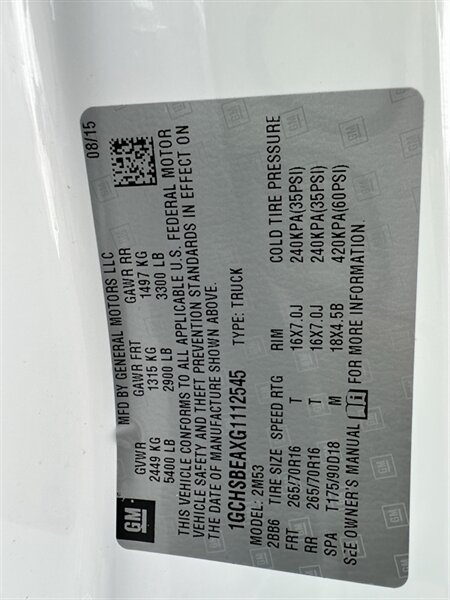 GM
MFD BY GENERAL MOTORS LLC 08/15
GVWR GAWR FRT GAWR RR
2449 KG 1315 KG 1497 KG
5400 LB 2900 LB 3300 LB
THIS VEHICLE CONFORMS TO ALL APPLICABLE U.S. FEDERAL MOTOR
VEHICLE SAFETY AND THEFT PREVENTION STANDARDS IN EFFECT ON
THE DATE OF MANUFACTURE SHOWN ABOVE.
1GCHSBEAXG1112545 TYPE: TRUCK
MODEL: 2M53
2BB6 TIRE SIZE SPEED RTG RIM COLD TIRE PRESSURE
FRT 265/70R16 T 16X7.0J 240KPA(35PSI)
RR 265/70R16 T 16X7.0J 240KPA(35PSI)
SPA T175/90D18 M 18X4.5B 420KPA(60PSI)
SEE OWNER'S MANUAL FOR MORE INFORMATION.